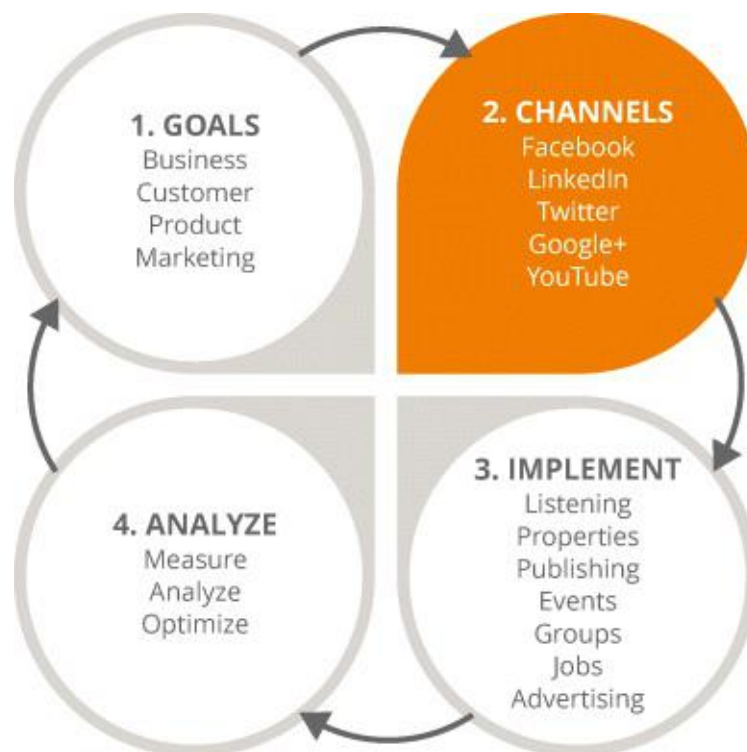 1. GOALS
Business
Customer
Product
Marketing
2. CHANNELS
Facebook
LinkedIn
Twitter
Google+
YouTube
3. IMPLEMENT
Listening
Properties
Publishing
Events
Groups
Jobs
Advertising
4. ANALYZE
Measure
Analyze
Optimize